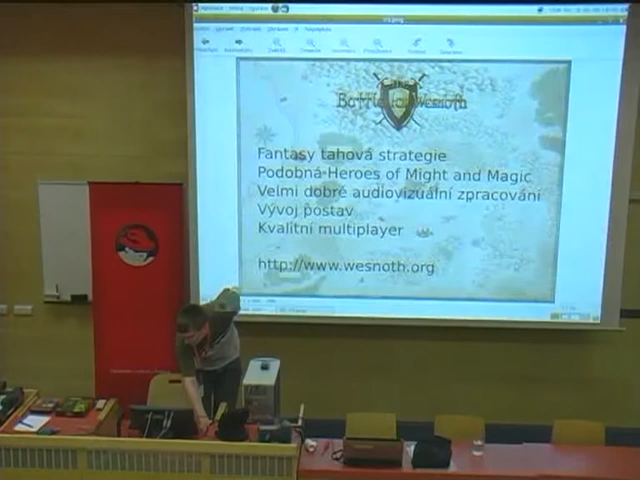 Battle for Wesnoth
Fantasy tahová strategie
Podobná Heroes of Might and Magic
Velmi dobré audiovizuální zpracování
Vývoj postav
Kvalitní multiplayer
http://www.wesnoth.org